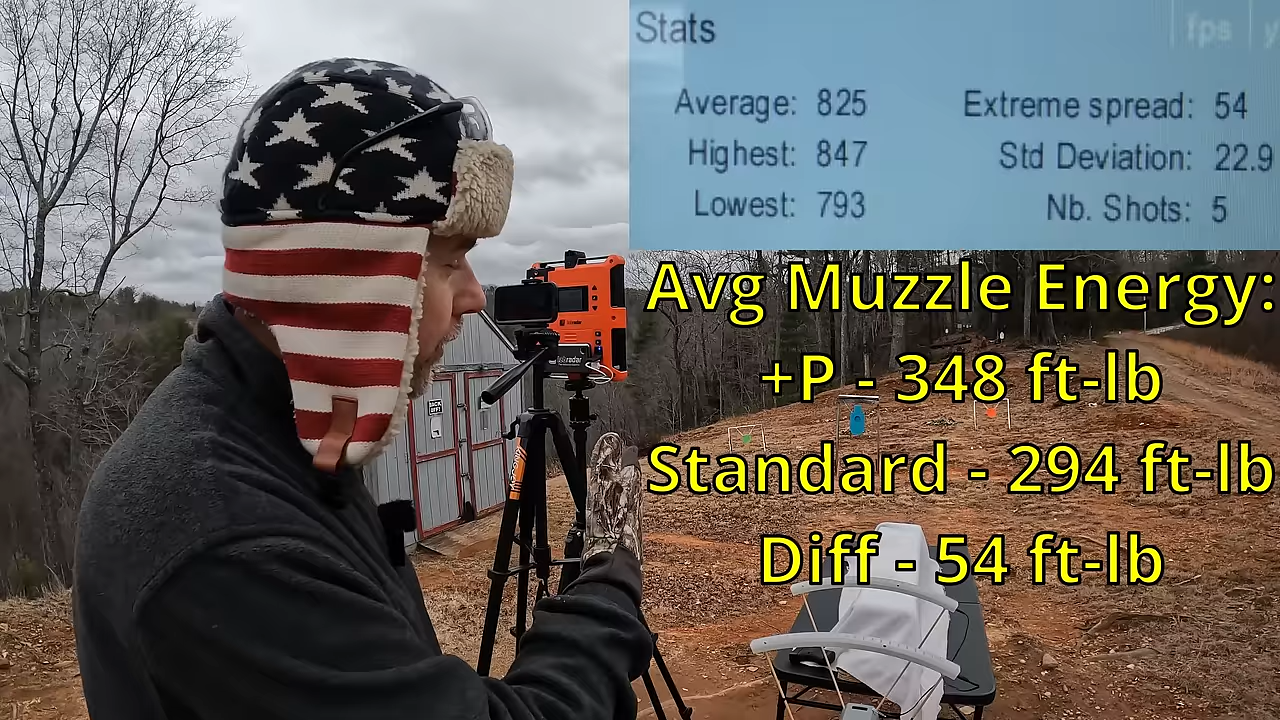 Stats
fps
Average: 825
Extreme spread: 54
Highest: 847
Std Deviation: 22.9
Lowest: 793
Nb. Shots: 5
Avg Muzzle Energy:
+P - 348 ft-lb
Standard - 294 ft-lb
Diff - 54 ft-lb